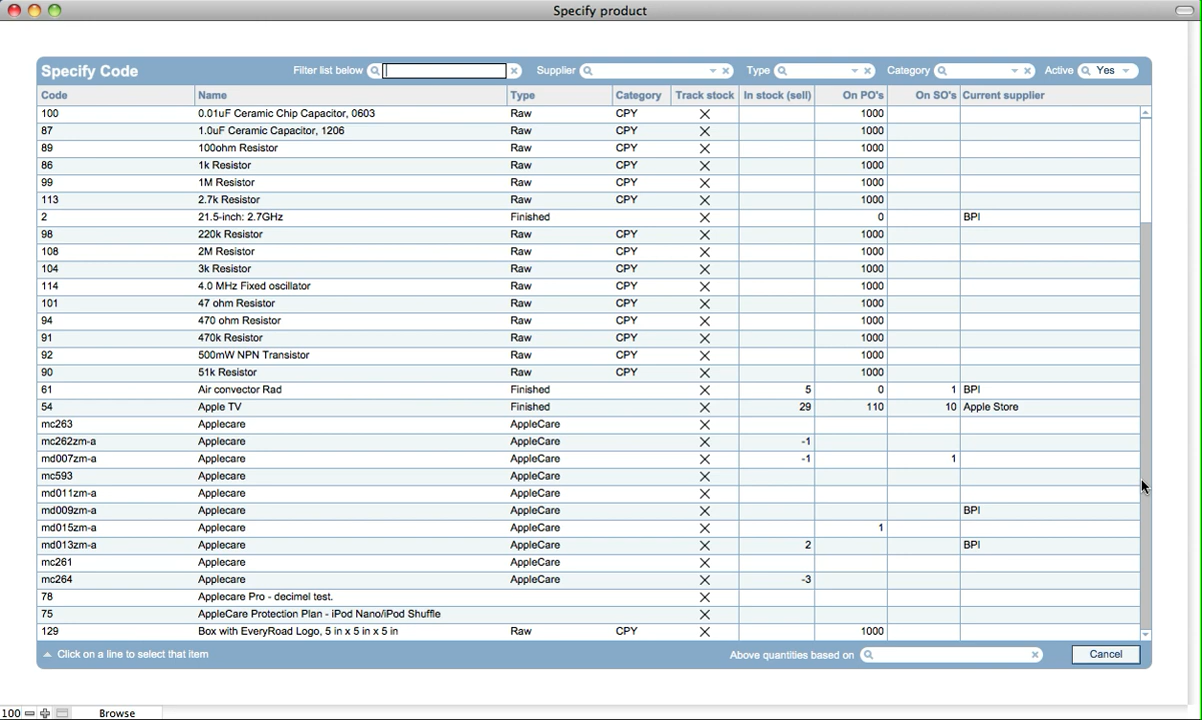 Specify product
Specify Code Filter list below Supplier Type Category Active Yes
Code Name Type Category Track stock In stock (sell) On PO's On SO's Current supplier
100 0.01uF Ceramic Chip Capacitor, 0603 Raw CPY 1000
87 1.0uF Ceramic Capacitor, 1206 Raw CPY 1000
89 100ohm Resistor Raw CPY 1000
86 1k Resistor Raw CPY 1000
99 1M Resistor Raw CPY 1000
113 2.7k Resistor Raw CPY 1000
2 21.5-inch: 2.7GHz Finished 0 BPI
98 220k Resistor Raw CPY 1000
108 2M Resistor Raw CPY 1000
104 3k Resistor Raw CPY 1000
114 4.0 MHz Fixed oscillator Raw CPY 1000
101 47 ohm Resistor Raw CPY 1000
94 470 ohm Resistor Raw CPY 1000
91 470k Resistor Raw CPY 1000
92 500mW NPN Transistor Raw CPY 1000
90 51k Resistor Raw CPY 1000
61 Air convector Rad Finished 5 0 1 BPI
54 Apple TV Finished 29 110 10 Apple Store
mc263 Applecare AppleCare
mc262zm-a Applecare AppleCare -1
md007zm-a Applecare AppleCare -1 1
mc593 Applecare AppleCare
md011zm-a Applecare AppleCare
md009zm-a Applecare AppleCare BPI
md015zm-a Applecare AppleCare 1
md013zm-a Applecare AppleCare 2 BPI
mc261 Applecare AppleCare
mc264 Applecare AppleCare -3
78 Applecare Pro - decimel test.
75 AppleCare Protection Plan - iPod Nano/iPod Shuffle
129 Box with EveryRoad Logo, 5 in x 5 in x 5 in Raw CPY 1000
Click on a line to select that item Above quantities based on Cancel
100 Browse